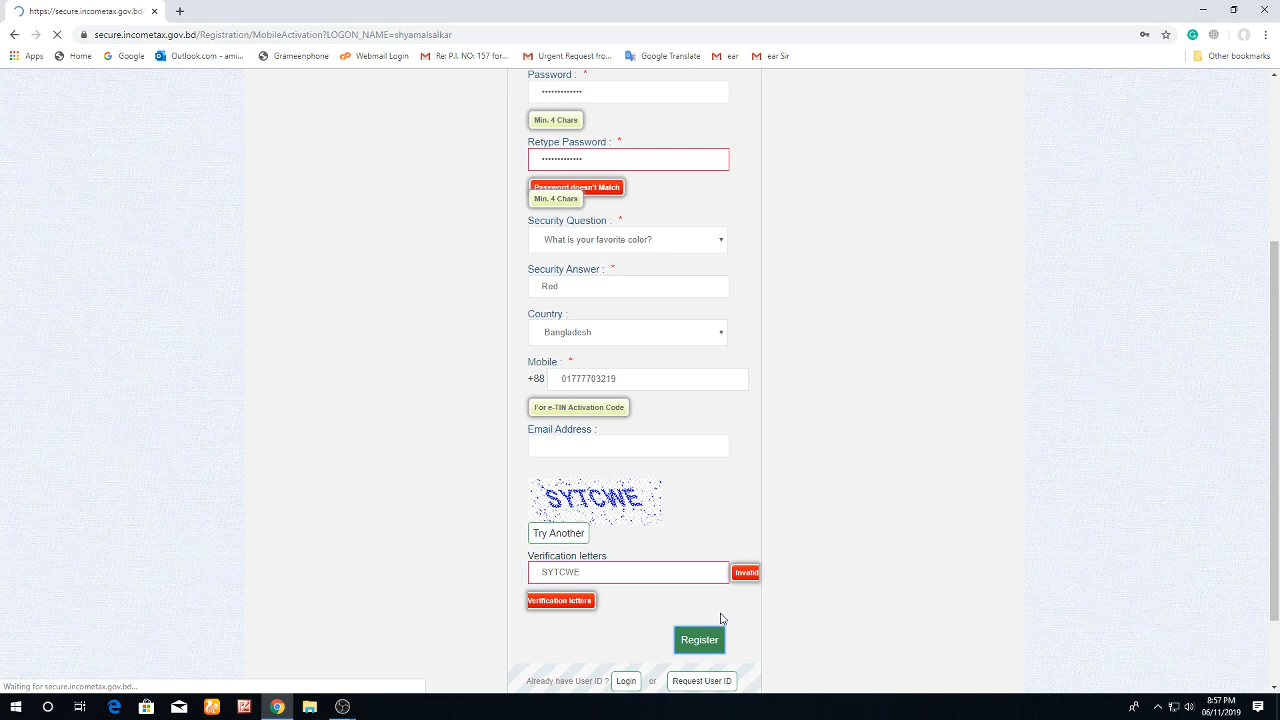 https://secure.incometax.gov.bd/
secure.incometax.gov.bd/Registration/MobileActivation?LOGON_NAME=shyamalsalkar
Apps Home Google Outlook.com - ami... Grameenphone Webmail Login Re: P.I. NO: 157 for... Urgent Request fro... Google Translate ear ear Sir Other bookmarks
Password : *
•••••••••••••
Min. 4 Chars
Retype Password : *
•••••••••••••
Password doesn't Match
Min. 4 Chars
Security Question : *
What is your favorite color?
Security Answer : *
Red
Country :
Bangladesh
Mobile : *
+88 01777703219
For e-TIN Activation Code
Email Address :
SYTCWE
Try Another
Verification letters
SYTCWE Invalid
Verification letters
Register
Already have User ID ? Login or Request User ID
Waiting for secure.incometax.gov.bd...
8:57 PM
06/11/2019